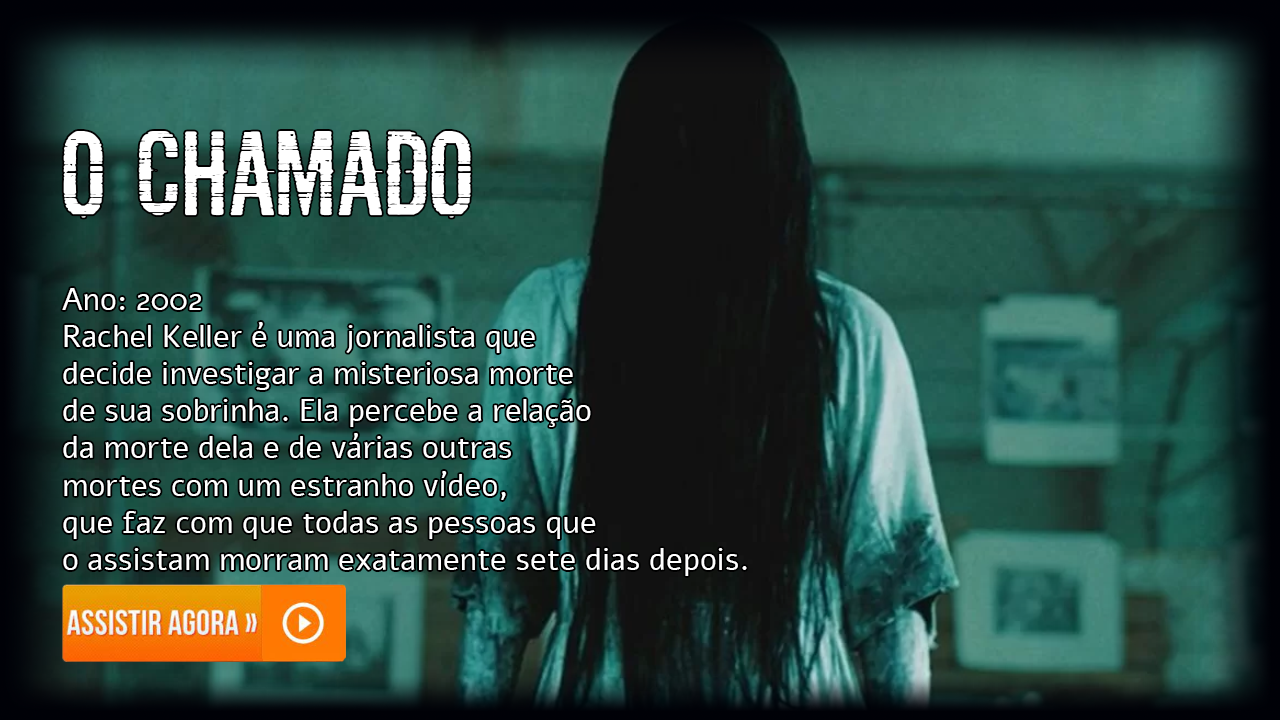 O CHAMADO
Ano: 2002
Rachel Keller é uma jornalista que
decide investigar a misteriosa morte
de sua sobrinha. Ela percebe a relação
da morte dela e de várias outras
mortes com um estranho vídeo,
que faz com que todas as pessoas que
o assistam morram exatamente sete dias depois.
ASSISTIR AGORA »